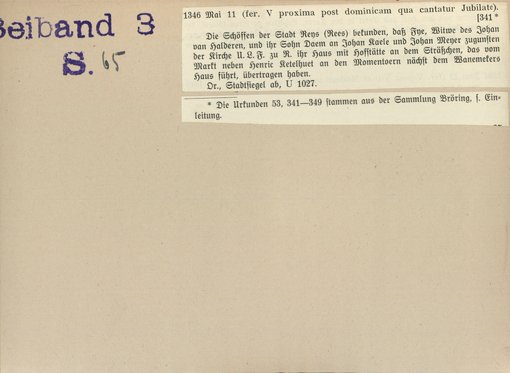 Beiband 3
S. 65
1346 Mai 11 (fer. V proxima post dominicam qua cantatur Jubilate).
[341*
Die Schöffen der Stadt Reys (Rees) bekunden, daß Fye, Witwe des Johan
van Halderen, und ihr Sohn Daem an Johan Kaele und Johan Meyer zugunsten
der Kirche U. L. F. zu R. ihr Haus mit Hofstätte an dem Sträßchen, das vom
Markt neben Henric Ketelhuet an den Momentoern nächst dem Wanemekers
Haus führt, übertragen haben.
Or., Stadtsiegel ab, U 1027.
* Die Urkunden 53, 341—349 stammen aus der Sammlung Bröring, s. Ein-
leitung.